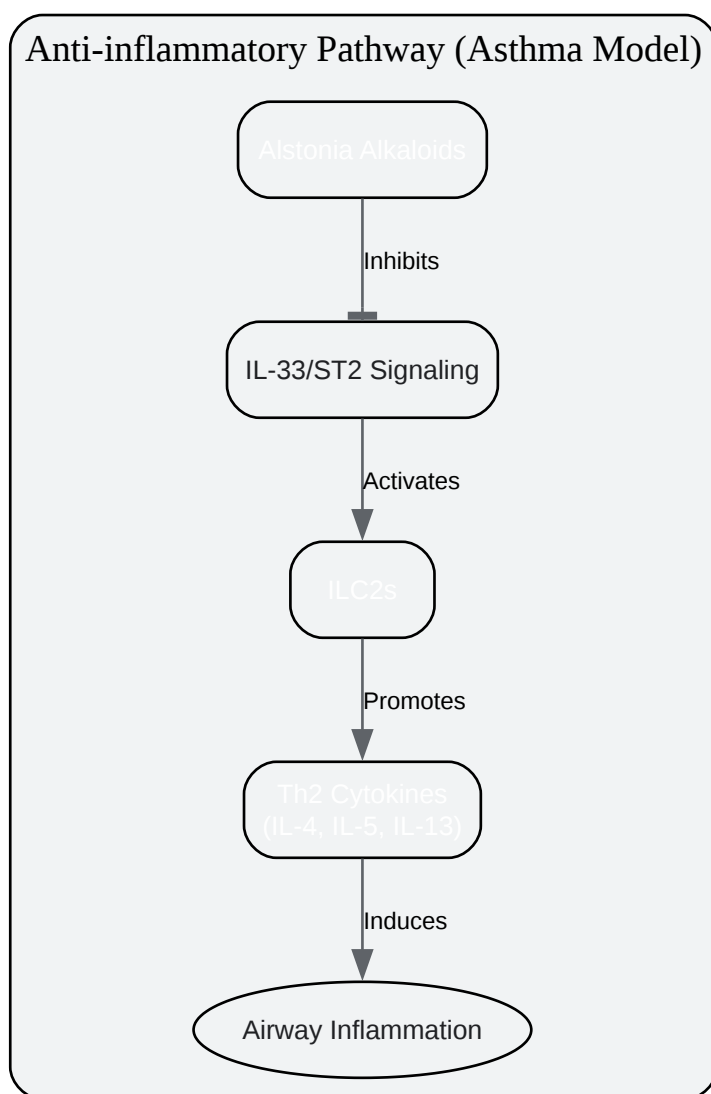 Anti-inflammatory Pathway (Asthma Model)
Alstonia Alkaloids
Inhibits
IL-33/ST2 Signaling
Activates
ILC2s
Promotes
Th2 Cytokines
(IL-4, IL-5, IL-13)
Induces
Airway Inflammation